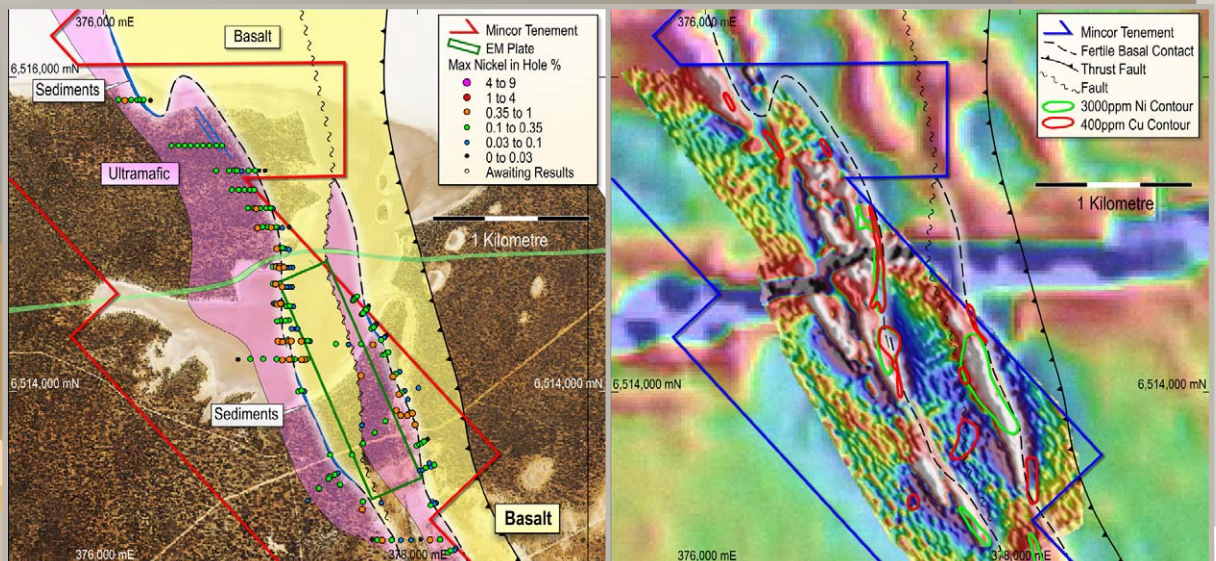 376,000 mE
Basalt
6,516,000 mN
Sediments
Ultramafic
Mincor Tenement
EM Plate
Max Nickel in Hole %
4 to 9
1 to 4
0.35 to 1
0.1 to 0.35
0.03 to 0.1
0 to 0.03
Awaiting Results
1 Kilometre
6,514,000 mN
Sediments
Basalt
376,000 mE
378,000 mE
376,000 mE
6,516,000 mN
Mincor Tenement
Fertile Basal Contact
Thrust Fault
Fault
3000ppm Ni Contour
400ppm Cu Contour
1 Kilometre
6,514,000 mN
6,514,000 mN
376,000 mE
378,000 mE